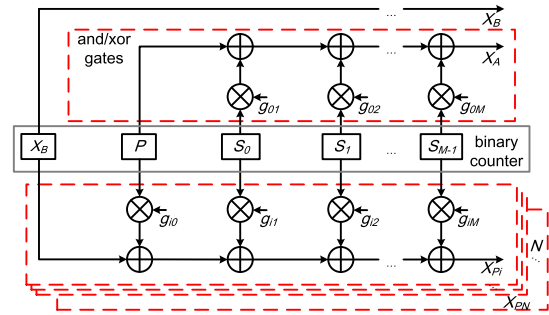 ...
X_B
and/xor
gates
...
X_A
g_01
g_02
g_0M
X_B
P
S_0
S_1
...
S_M-1
binary
counter
g_i0
g_i1
g_i2
g_iM
N
...
...
X_Pi
X_PN